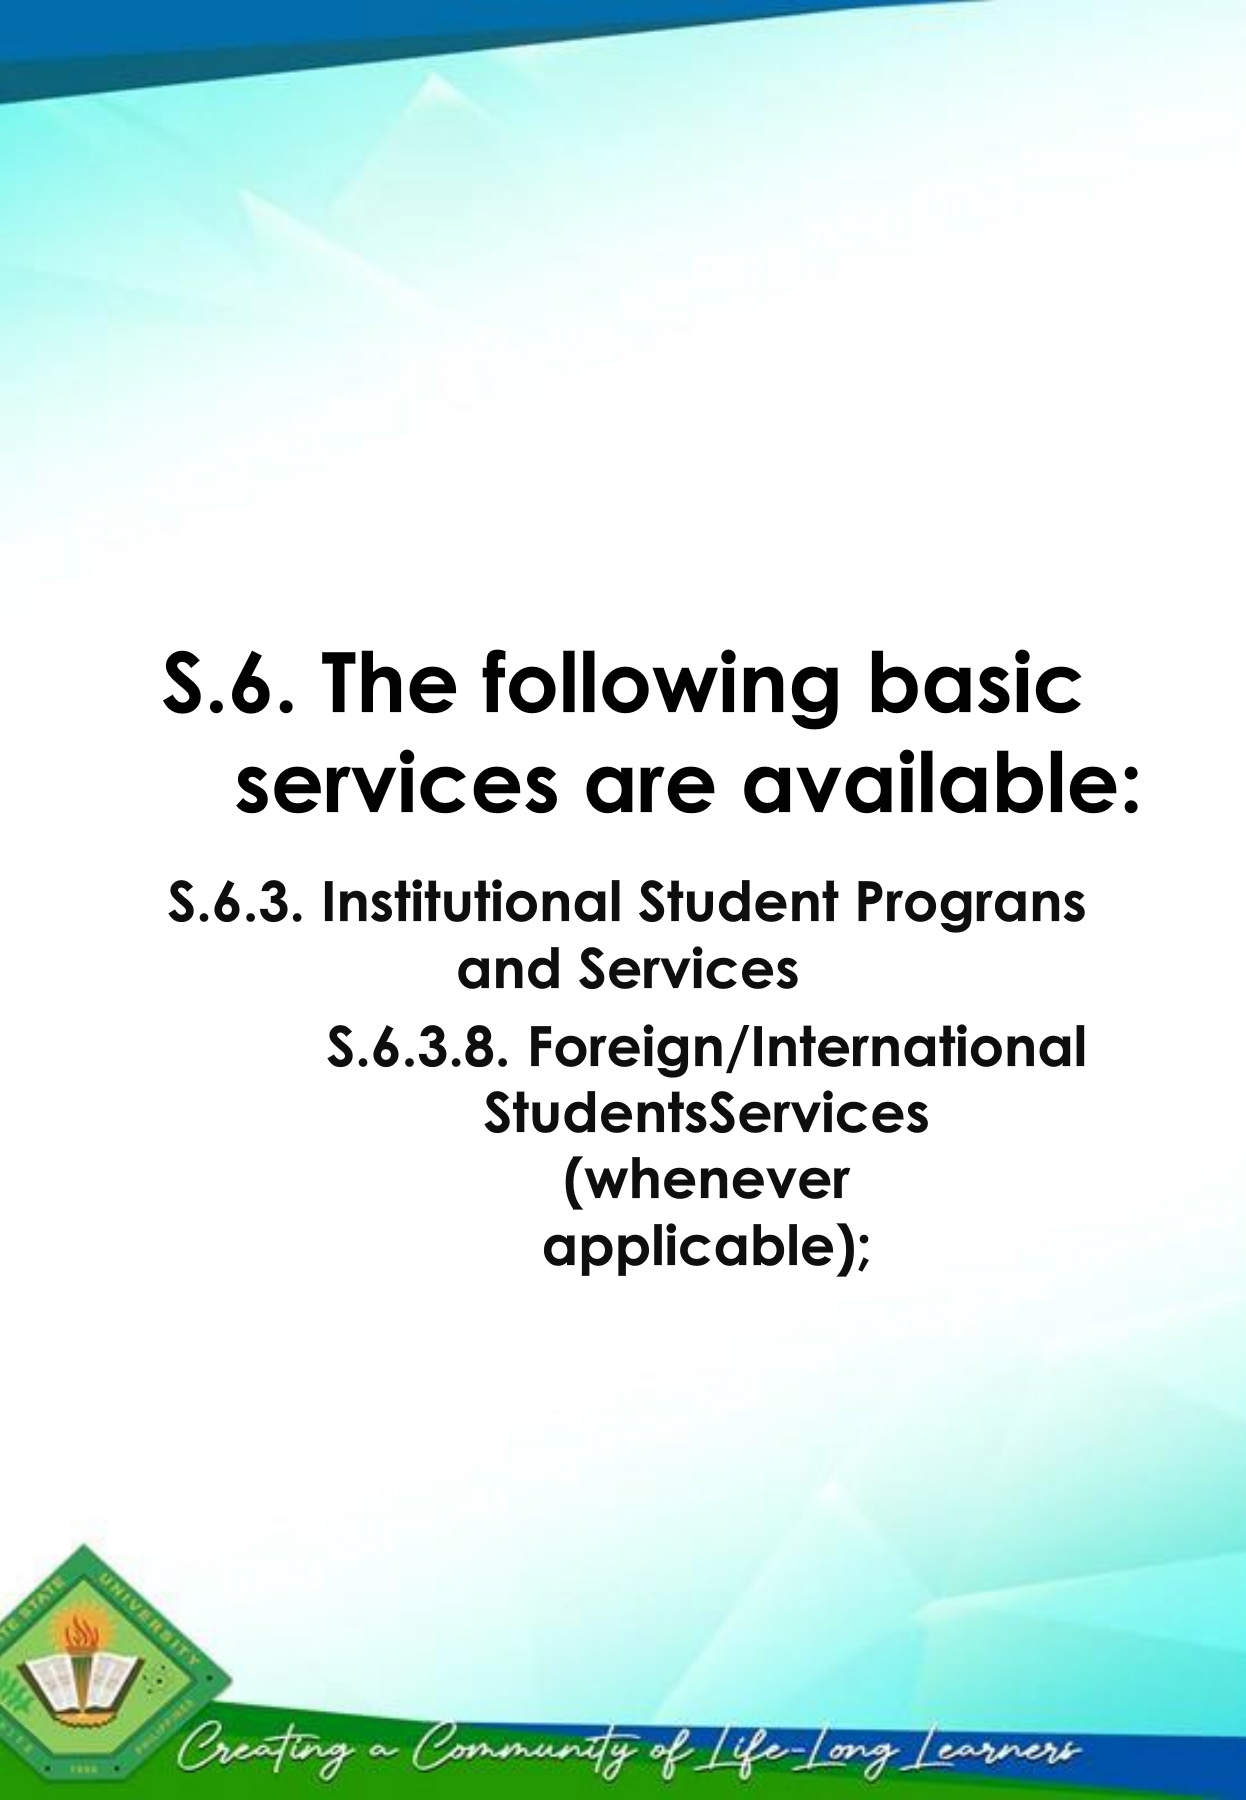 S.6. The following basic
services are available:
S.6.3. Institutional Student Prograns
and Services
S.6.3.8. Foreign/International
StudentsServices
(whenever
applicable);
STATE UNIVERSITY
PHILIPPINES
Creating a Community of Life-Long Learners